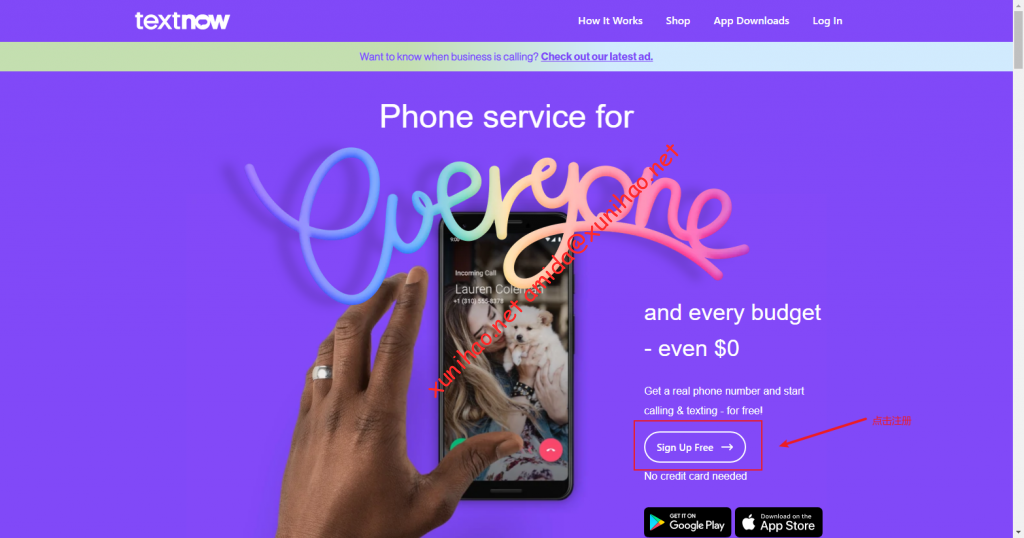 textnow
How It Works
Shop
App Downloads
Log In
Want to know when business is calling? Check out our latest ad.
Phone service for
Everyone
xunihao.net amida@xunihao.net
Incoming Call
Lauren Coleman
+1 (310) 555-8378
and every budget
- even $0
Get a real phone number and start
calling & texting - for free!
点击注册
Sign Up Free →
No credit card needed
GET IT ON
Google Play
Download on the
App Store